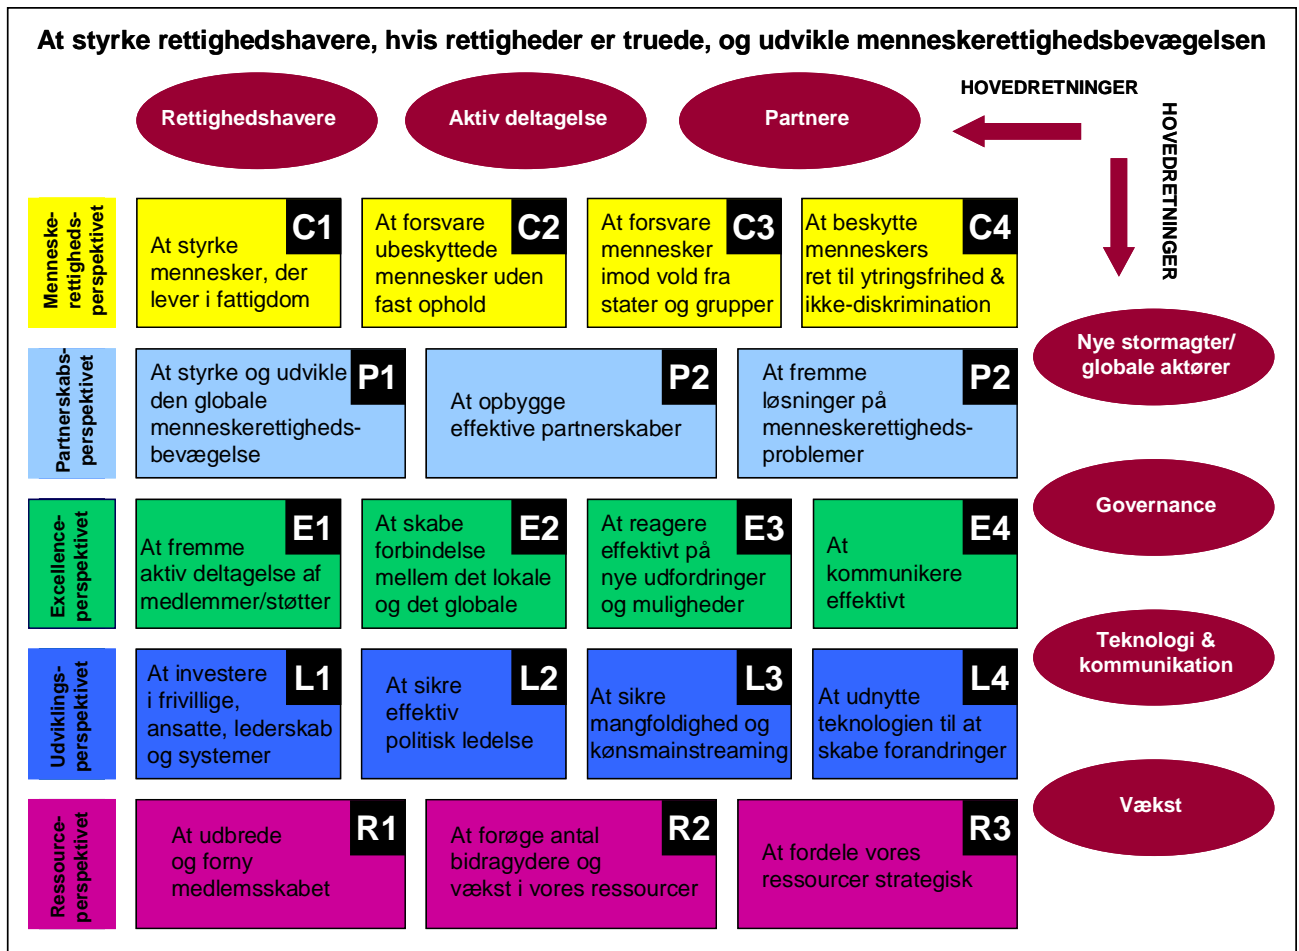 At styrke rettighedshavere, hvis rettigheder er truede, og udvikle menneskerettighedsbevægelsen
Rettighedshavere
Aktiv deltagelse
Partnere
HOVEDRETNINGER
HOVEDRETNINGER
Menneske-
rettigheds-
perspektivet
C1
At styrke
mennesker, der
lever i fattigdom
C2
At forsvare
ubeskyttede
mennesker uden
fast ophold
C3
At forsvare
mennesker
imod vold fra
stater og grupper
C4
At beskytte
menneskers
ret til ytringsfrihed &
ikke-diskrimination
Nye stormagter/
globale aktører
Partnerskabs-
perspektivet
P1
At styrke og udvikle
den globale
menneskerettigheds-
bevægelse
P2
At opbygge
effektive partnerskaber
P2
At fremme
løsninger på
menneskerettigheds-
problemer
Governance
Excellence-
perspektivet
E1
At fremme
aktiv deltagelse af
medlemmer/støtter
E2
At skabe
forbindelse
mellem det lokale
og det globale
E3
At reagere
effektivt på
nye udfordringer
og muligheder
E4
At
kommunikere
effektivt
Teknologi &
kommunikation
Udviklings-
perspektivet
L1
At investere
i frivillige,
ansatte, lederskab
og systemer
L2
At sikre
effektiv
politisk ledelse
L3
At sikre
mangfoldighed og
kønsmainstreaming
L4
At udnytte
teknologien til at
skabe forandringer
Vækst
Ressource-
perspektivet
R1
At udbrede
og forny
medlemsskabet
R2
At forøge antal
bidragydere og
vækst i vores ressourcer
R3
At fordele vores
ressourcer strategisk